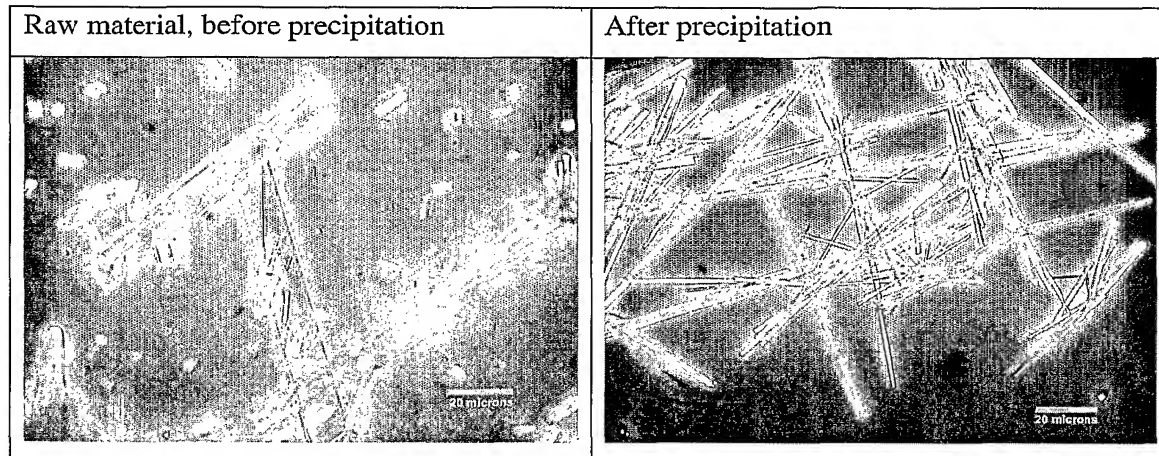 Raw material, before precipitation
After precipitation
20 microns
20 microns